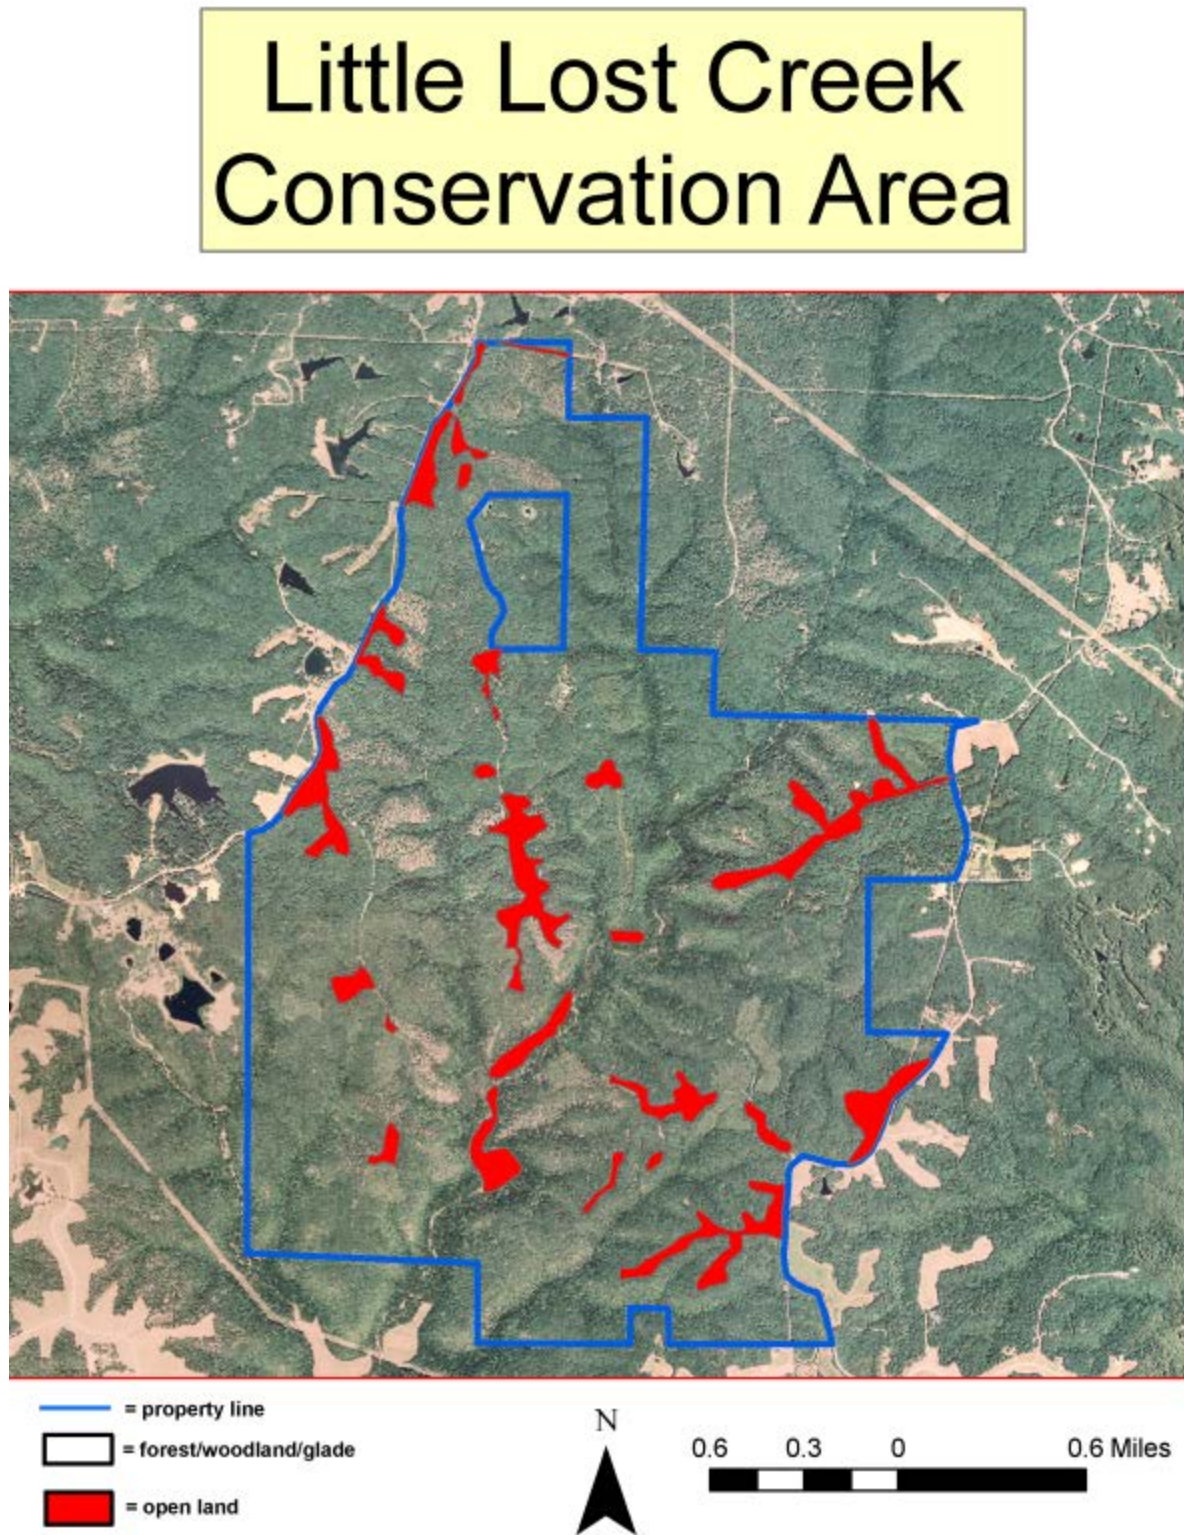 Little Lost Creek
Conservation Area
= property line
= forest/woodland/glade
= open land
N
0.6 0.3 0 0.6 Miles